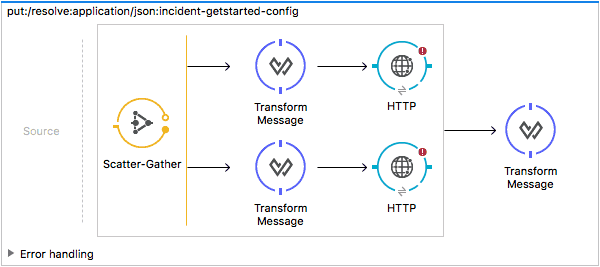 put:/resolve:application/json:incident-getstarted-config
Source
Scatter-Gather
Transform
Message
HTTP
Transform
Message
HTTP
Transform
Message
Error handling